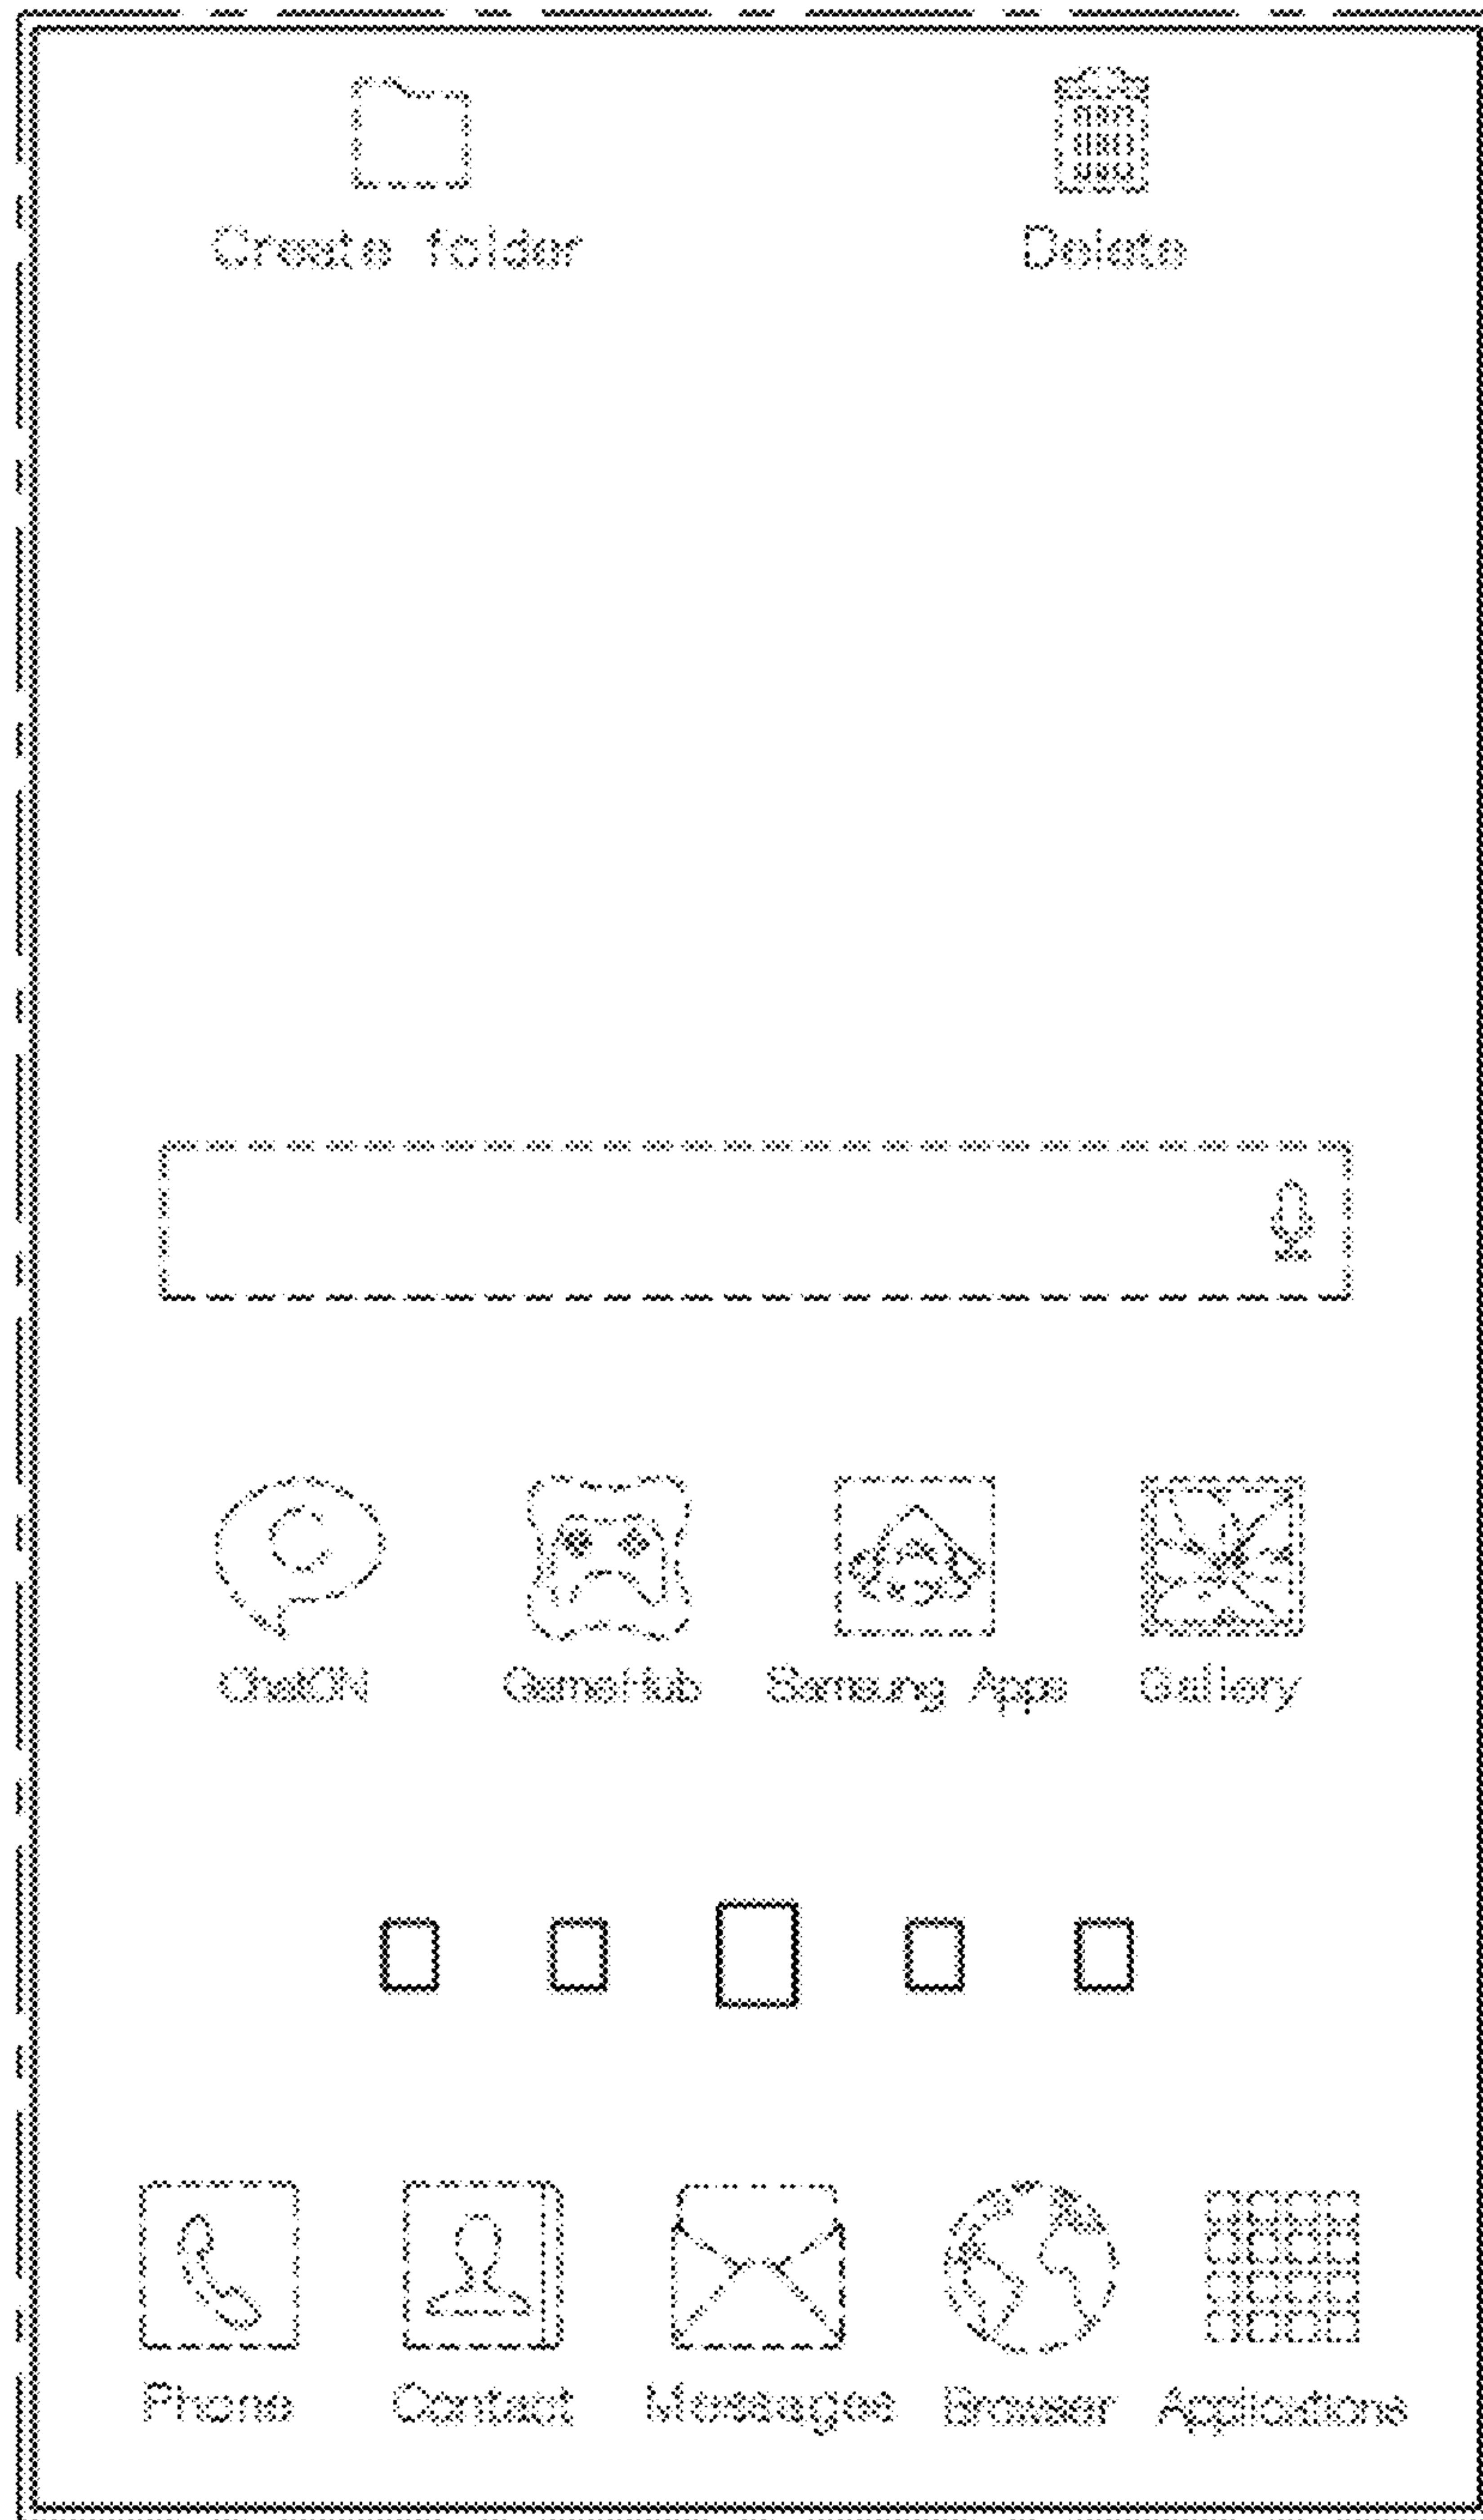 Create folder Delete
C
ChatON GameHub Samsung Apps Gallery
Phone Contact Messages Browser Applications